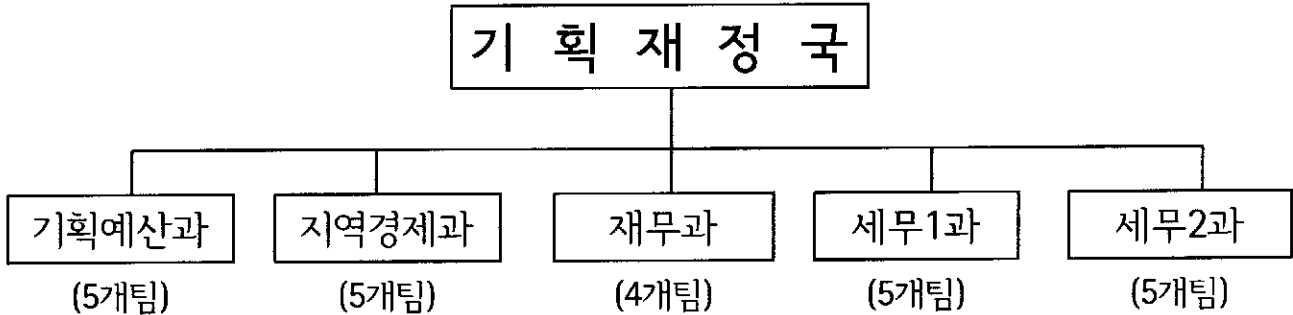 기 획 재 정 국
기획예산과 지역경제과 재무과 세무1과 세무2과
(5개팀) (5개팀) (4개팀) (5개팀) (5개팀)